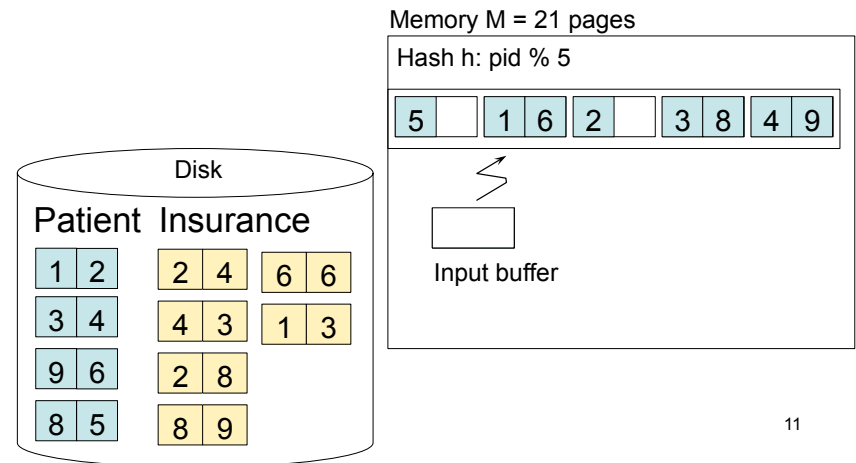 Memory M = 21 pages
Hash h: pid % 5
5 1 6 2 3 8 4 9
Disk
Patient Insurance
1 2 2 4 6 6
3 4 4 3 1 3
9 6 2 8
8 5 8 9
Input buffer
11